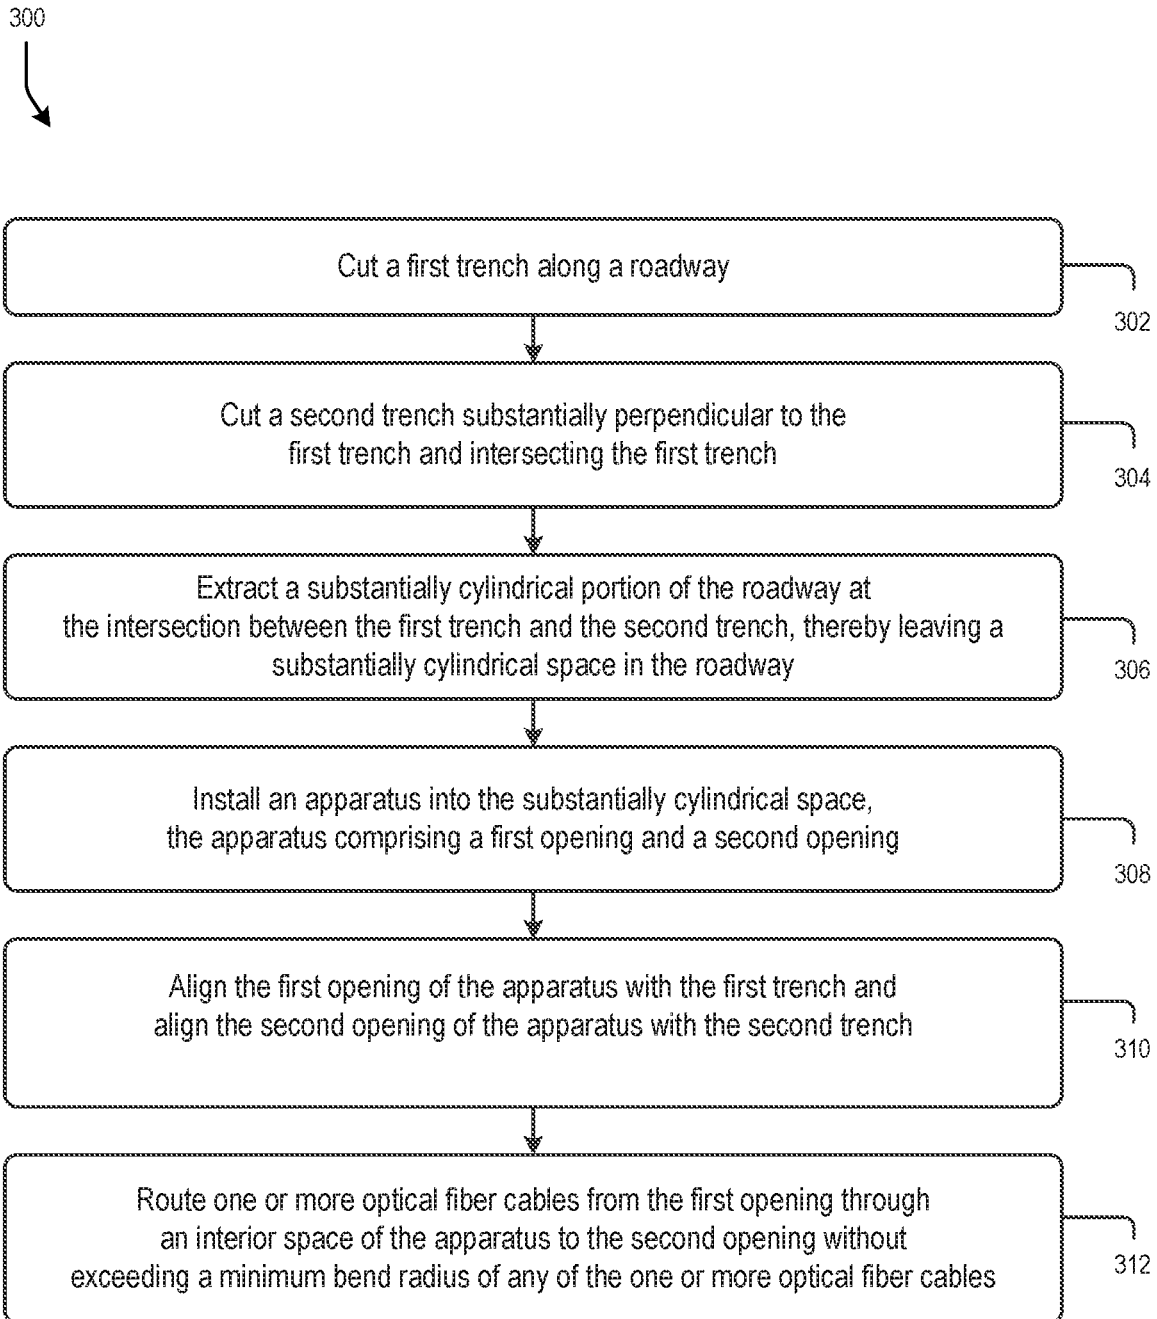 300
Cut a first trench along a roadway
302
Cut a second trench substantially perpendicular to the
first trench and intersecting the first trench
304
Extract a substantially cylindrical portion of the roadway at
the intersection between the first trench and the second trench, thereby leaving a
substantially cylindrical space in the roadway
306
Install an apparatus into the substantially cylindrical space,
the apparatus comprising a first opening and a second opening
308
Align the first opening of the apparatus with the first trench and
align the second opening of the apparatus with the second trench
310
Route one or more optical fiber cables from the first opening through
an interior space of the apparatus to the second opening without
exceeding a minimum bend radius of any of the one or more optical fiber cables
312